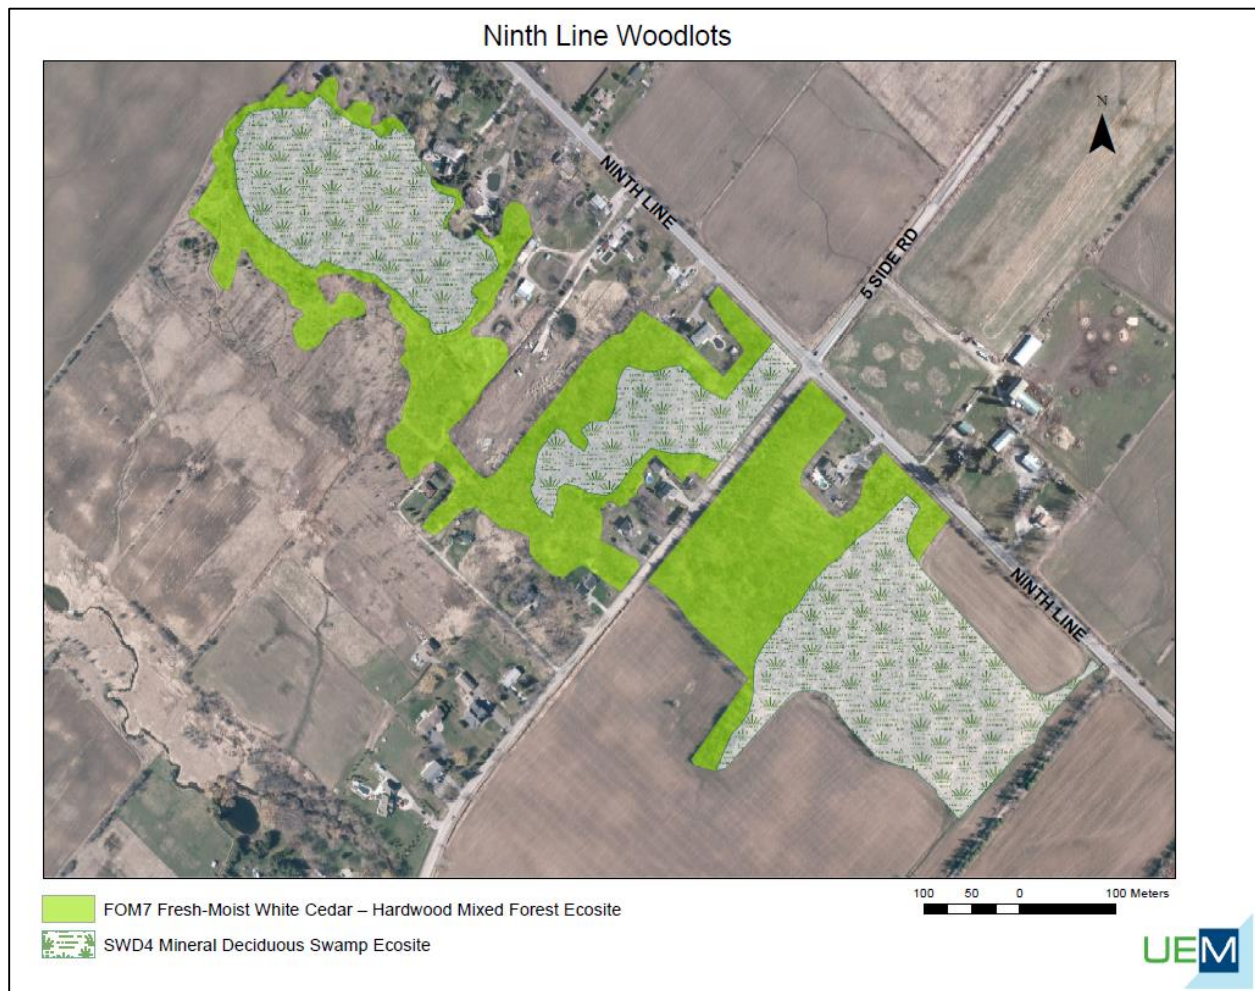 Ninth Line Woodlots
N
NINTH LINE
5 SIDE RD
NINTH LINE
100 50 0 100 Meters
FOM7 Fresh-Moist White Cedar – Hardwood Mixed Forest Ecosite
SWD4 Mineral Deciduous Swamp Ecosite
UEM